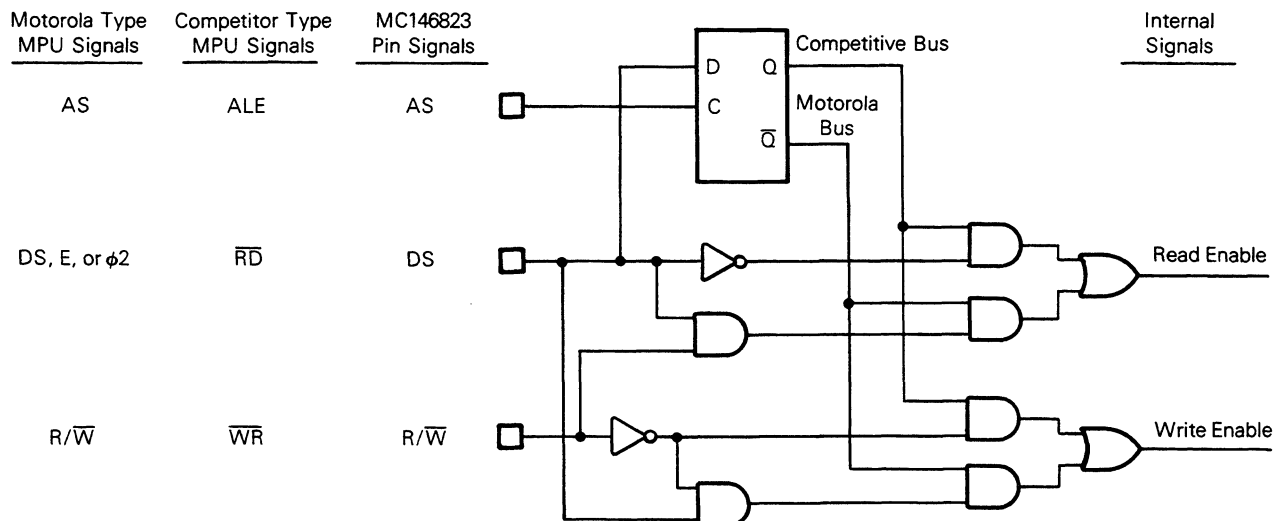 Motorola Type
MPU Signals
Competitor Type
MPU Signals
MC146823
Pin Signals
Internal
Signals
AS
ALE
AS
D
Q
C
Q̅
Competitive Bus
Motorola
Bus
DS, E, or ϕ2
R̅D̅
DS
Read Enable
R/W̅
W̅R̅
R/W̅
Write Enable